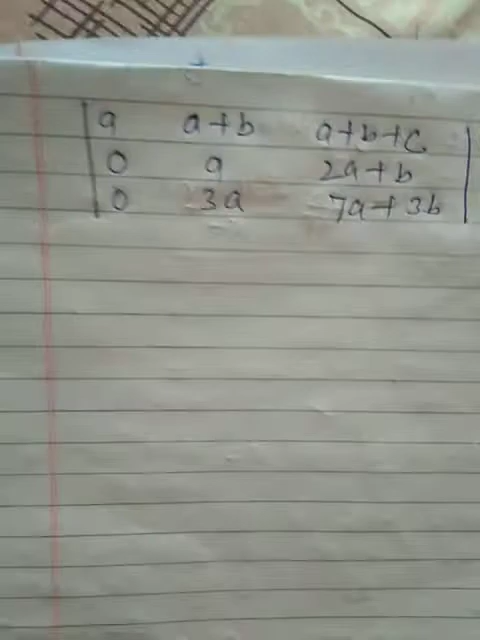 | a a+b a+b+c |
| 0 a 2a+b |
| 0 3a 7a+3b |